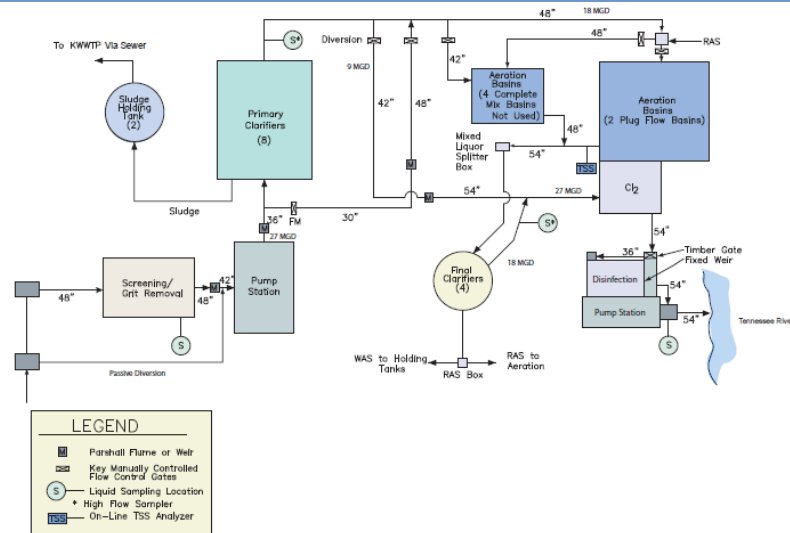 48"
18 MGD
To KWWTP Via Sewer
Diversion
S*
48"
RAS
9 MGD
42"
Sludge
Holding
Tank
(2)
Primary
Clarifiers
(8)
42"
48"
Aeration
Basins
(4 Complete
Mix Basins
Not Used)
Aeration
Basins
(2 Plug Flow Basins)
Mixed
Liquor
Splitter
Box
48"
54"
TSS
M
Sludge
36"
FM
30"
M
54"
27 MGD
Cl2
M
27 MGD
S*
54"
Screening/
Grit Removal
42"
48"
M
48"
Pump
Station
Final
Clarifiers
(4)
18 MGD
36"
Timber Gate
Fixed Weir
Disinfection
54"
Pump Station
54"
Tennessee River
S
S
Passive Diversion
WAS to Holding
Tanks
RAS Box
RAS to
Aeration
LEGEND
M Parshall Flume or Weir
Key Manually Controlled
Flow Control Gates
S Liquid Sampling Location
* High Flow Sampler
TSS On-Line TSS Analyzer